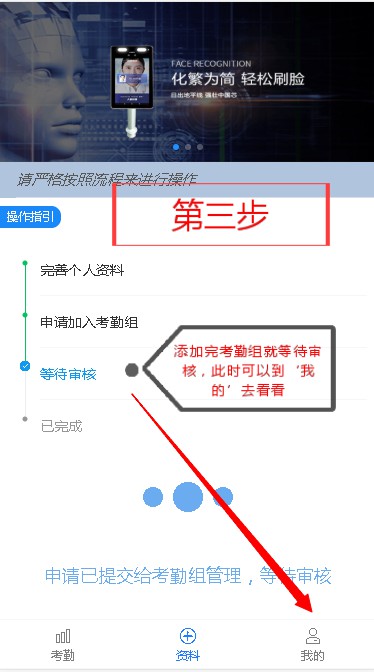 FACE RECOGNITION
化繁为简 轻松刷脸
日出地平线 强壮中国芯
请严格按照流程来进行操作
操作指引
第三步
完善个人资料
申请加入考勤组
添加完考勤组就等待审
核，此时可以到‘我
的’去看看
等待审核
已完成
申请已提交给考勤组管理，等待审核
考勤
资料
我的